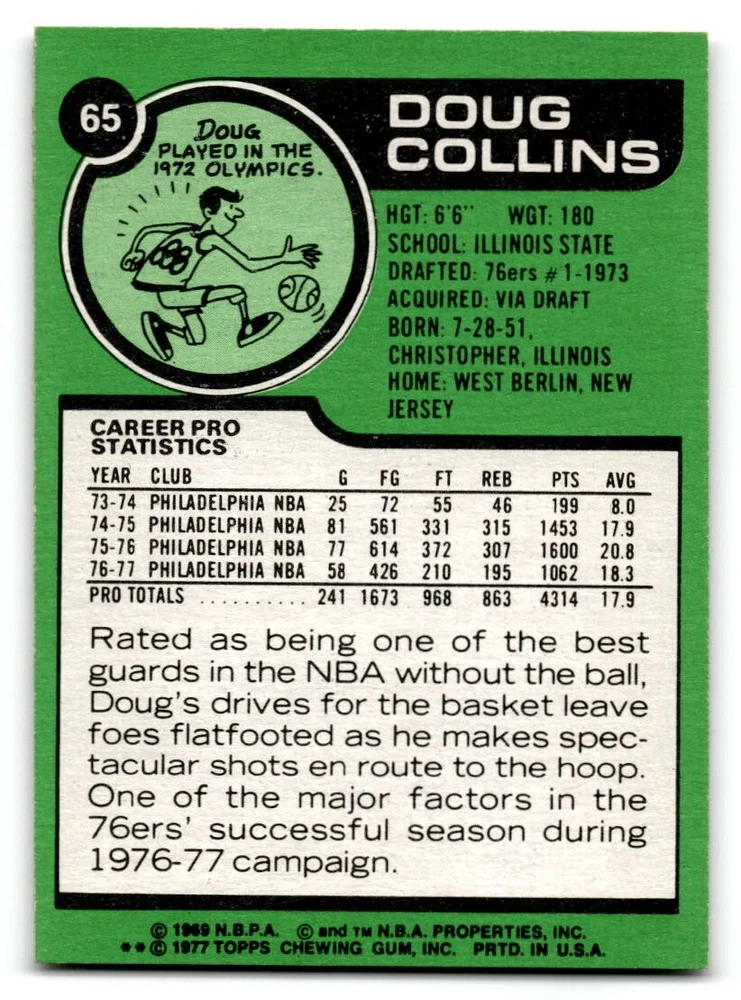 65
DOUG
PLAYED IN THE
1972 OLYMPICS.
DOUG
COLLINS
HGT: 6'6" WGT: 180
SCHOOL: ILLINOIS STATE
DRAFTED: 76ers #1-1973
ACQUIRED: VIA DRAFT
BORN: 7-28-51,
CHRISTOPHER, ILLINOIS
HOME: WEST BERLIN, NEW
JERSEY
CAREER PRO
STATISTICS
YEAR CLUB G FG FT REB PTS AVG
73-74 PHILADELPHIA NBA 25 72 55 46 199 8.0
74-75 PHILADELPHIA NBA 81 561 331 315 1453 17.9
75-76 PHILADELPHIA NBA 77 614 372 307 1600 20.8
76-77 PHILADELPHIA NBA 58 426 210 195 1062 18.3
PRO TOTALS .......... 241 1673 968 863 4314 17.9
Rated as being one of the best
guards in the NBA without the ball,
Doug's drives for the basket leave
foes flatfooted as he makes spec-
tacular shots en route to the hoop.
One of the major factors in the
76ers' successful season during
1976-77 campaign.
© 1969 N.B.P.A. © and TM N.B.A. PROPERTIES, INC.
** © 1977 TOPPS CHEWING GUM, INC. PRTD. IN U.S.A.